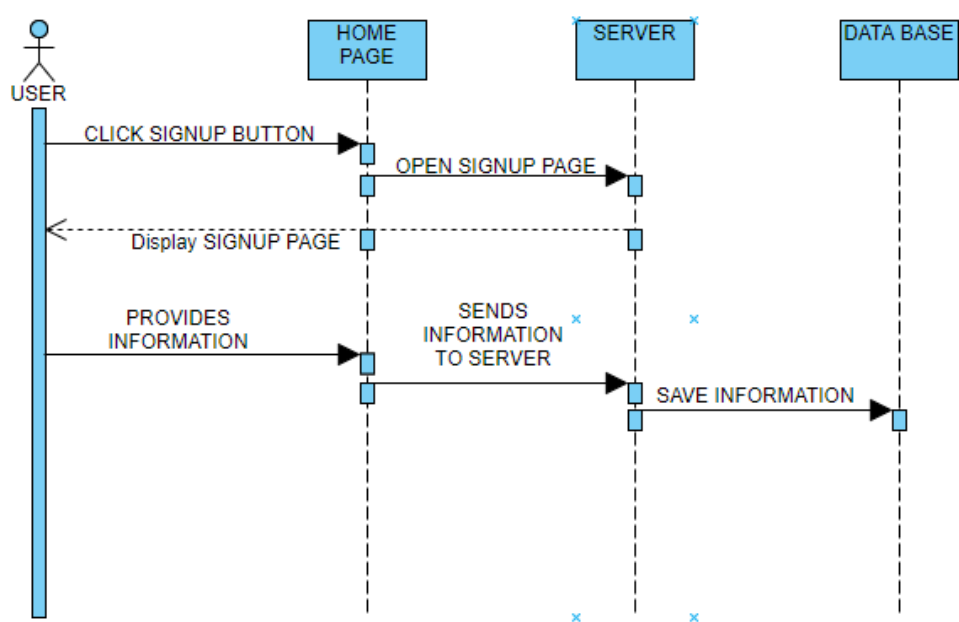 USER
HOME
PAGE
SERVER
DATA BASE
CLICK SIGNUP BUTTON
OPEN SIGNUP PAGE
Display SIGNUP PAGE
PROVIDES
INFORMATION
SENDS
INFORMATION
TO SERVER
SAVE INFORMATION